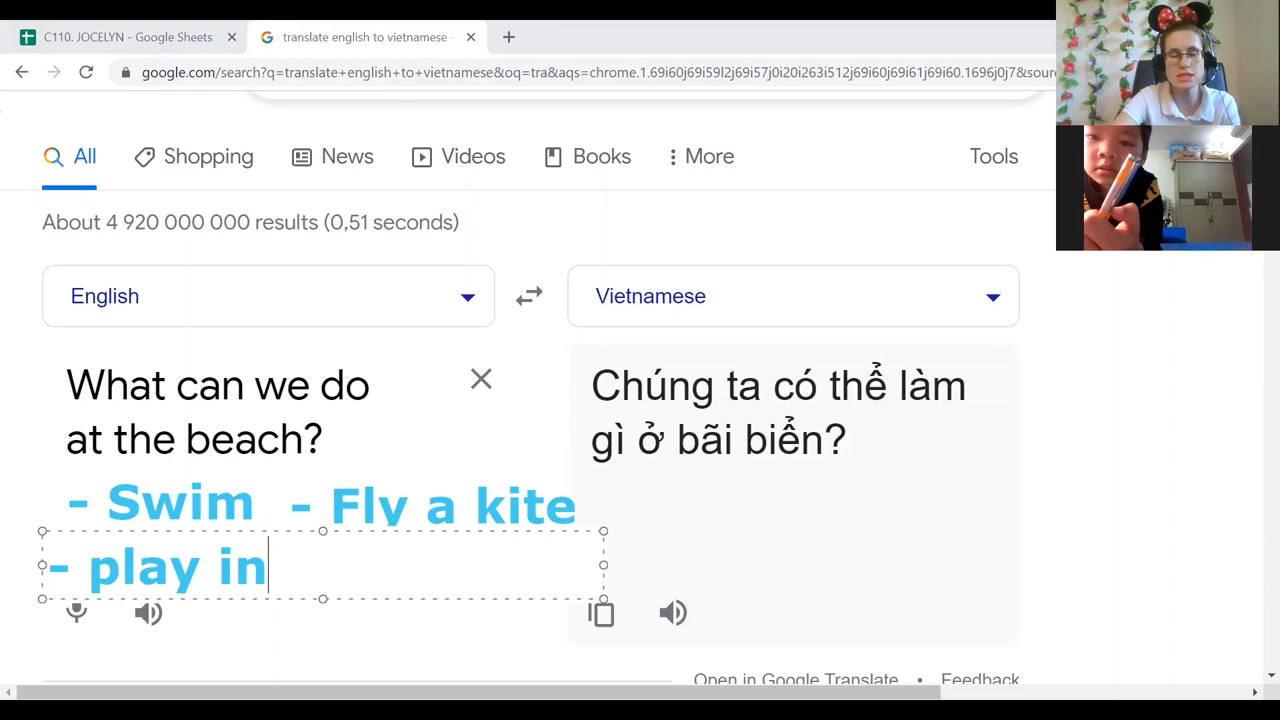 C110. JOCELYN - Google Sheets
translate english to vietnamese -
google.com/search?q=translate+english+to+vietnamese&oq=tra&aqs=chrome.1.69i60j69i59l2j69i57j0i20i263i512j69i60j69i61j69i60.1696j0j7&sour
All Shopping News Videos Books More Tools
About 4 920 000 000 results (0,51 seconds)
English Vietnamese
What can we do
at the beach?
Chúng ta có thể làm
gì ở bãi biển?
- Swim - Fly a kite
- play in
Open in Google Translate • Feedback